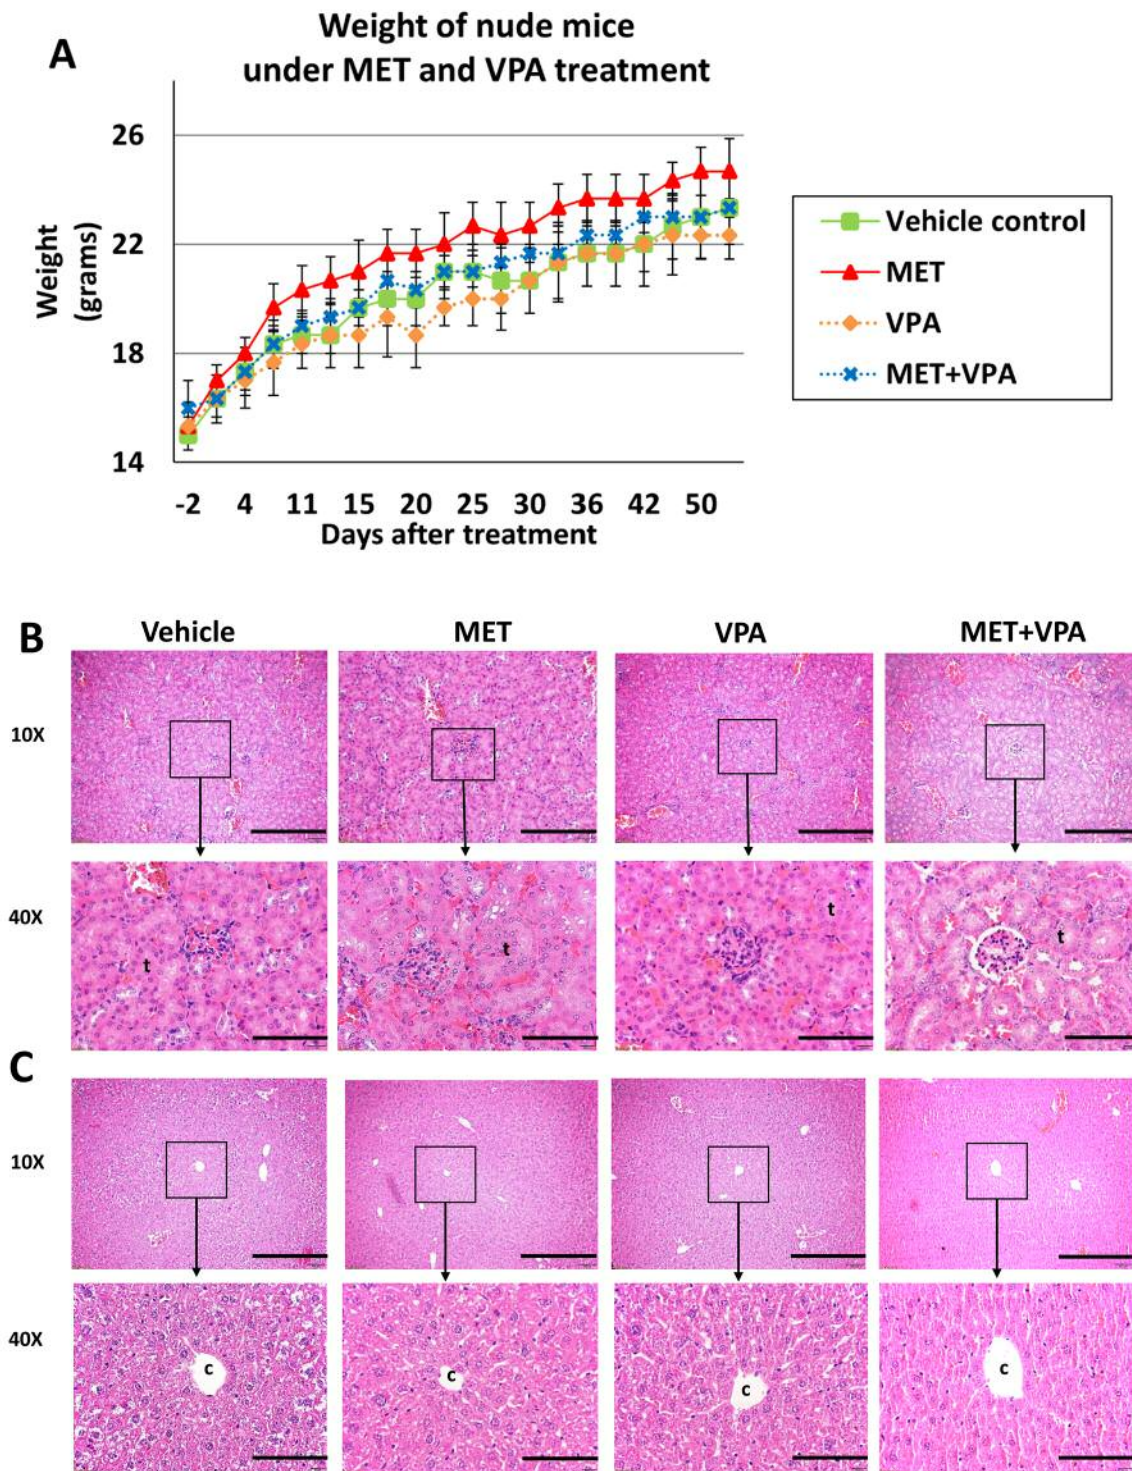 A
Weight of nude mice
under MET and VPA treatment
26
22
18
14
Weight
(grams)
-2 4 11 15 20 25 30 36 42 50
Days after treatment
Vehicle control
MET
VPA
MET+VPA
B
Vehicle MET VPA MET+VPA
10X
40X
t t t t
C
10X
40X
c c c c